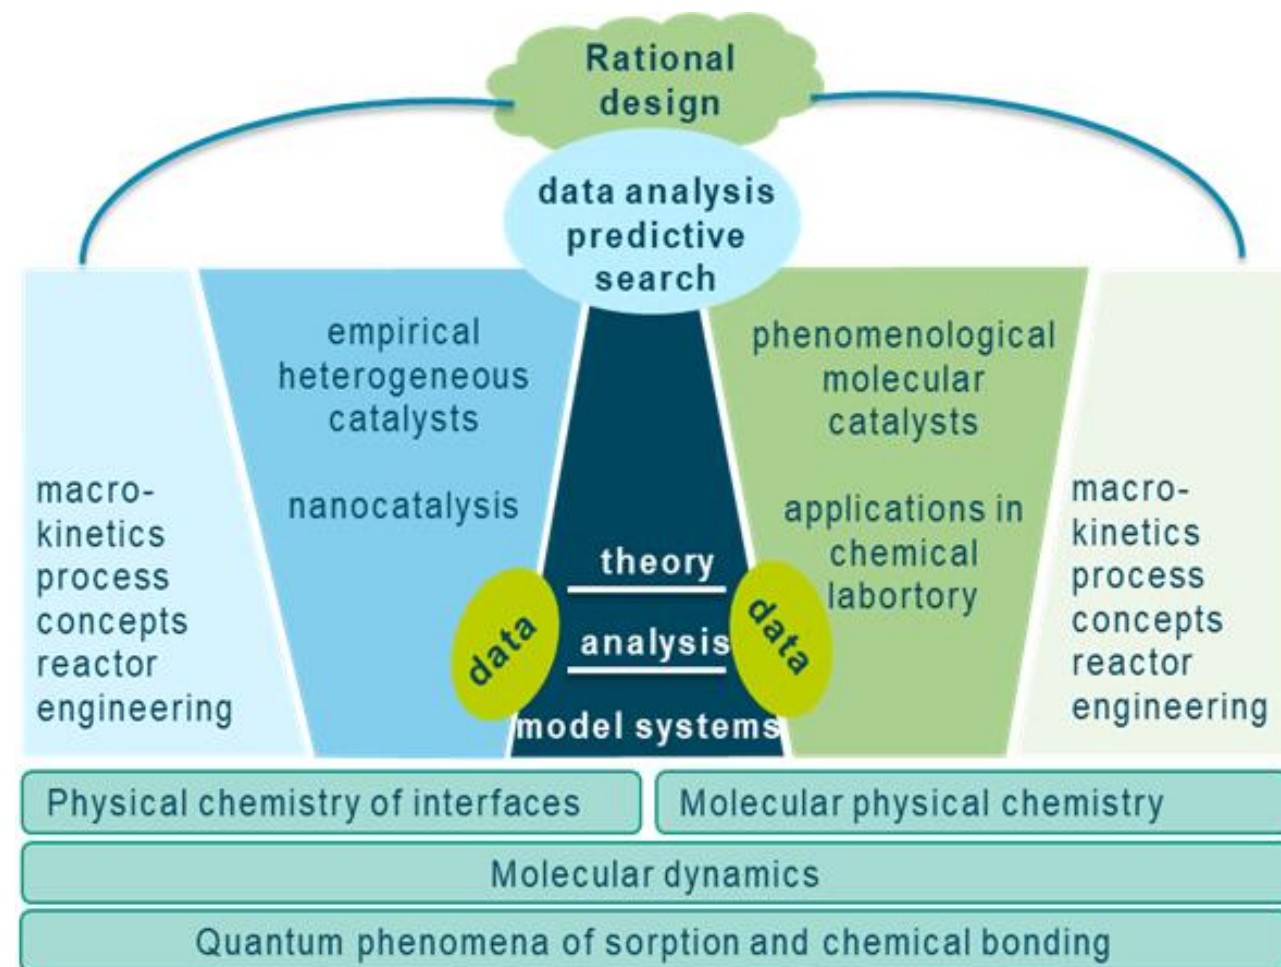 Rational
design
data analysis
predictive
search
macro-
kinetics
process
concepts
reactor
engineering
empirical
heterogeneous
catalysts
nanocatalysis
data
theory
analysis
model systems
data
phenomenological
molecular
catalysts
applications in
chemical
labortory
macro-
kinetics
process
concepts
reactor
engineering
Physical chemistry of interfaces
Molecular physical chemistry
Molecular dynamics
Quantum phenomena of sorption and chemical bonding